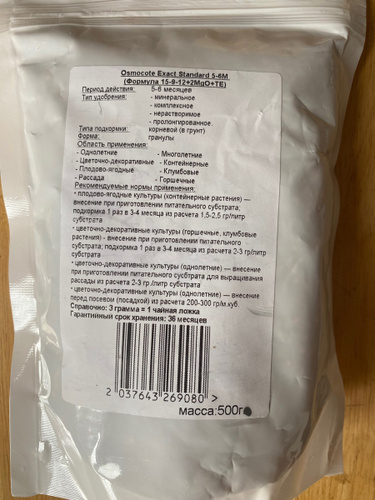 Osmocote Exact Standard 5-6M
(Формула 15-9-12+2MgO+TE)
Период действия: 5-6 месяцев
Тип удобрения: - минеральное
- комплексное
- нерастворимое
- пролонгированное
Типа подкормки: корневой (в грунт)
Форма: гранулы
Область применения:
- Однолетние - Многолетние
- Цветочно-декоративные - Контейнерные
- Плодово-ягодные - Клумбовые
- Рассада - Горшечные
Рекомендуемые нормы применения:
• плодово-ягодные культуры (контейнерные растения) —
внесение при приготовлении питательного субстрата;
подкормка 1 раз в 3-4 месяца из расчета 1,5-2,5 гр/литр
субстрата
• цветочно-декоративные культуры (горшечные, клумбовые
растения) - внесение при приготовлении питательного
субстрата; подкормка 1 раз в 3-4 месяца из расчета 2-3 гр/литр
субстрата
• цветочно-декоративные культуры (однолетние) — внесение
при приготовлении питательного сусбтрата для выращивания
рассады из расчета 2-3 гр./литр субстрата
• цветочно-декоративные культуры (однолетние) — внесение
перед посевом (посадкой) из расчета 200-300 гр/м.куб
Справочно: 3 грамма = 1 чайная ложка
Гарантийный срок хранения: 36 месяцев
2 037643 269080 >
масса:500г